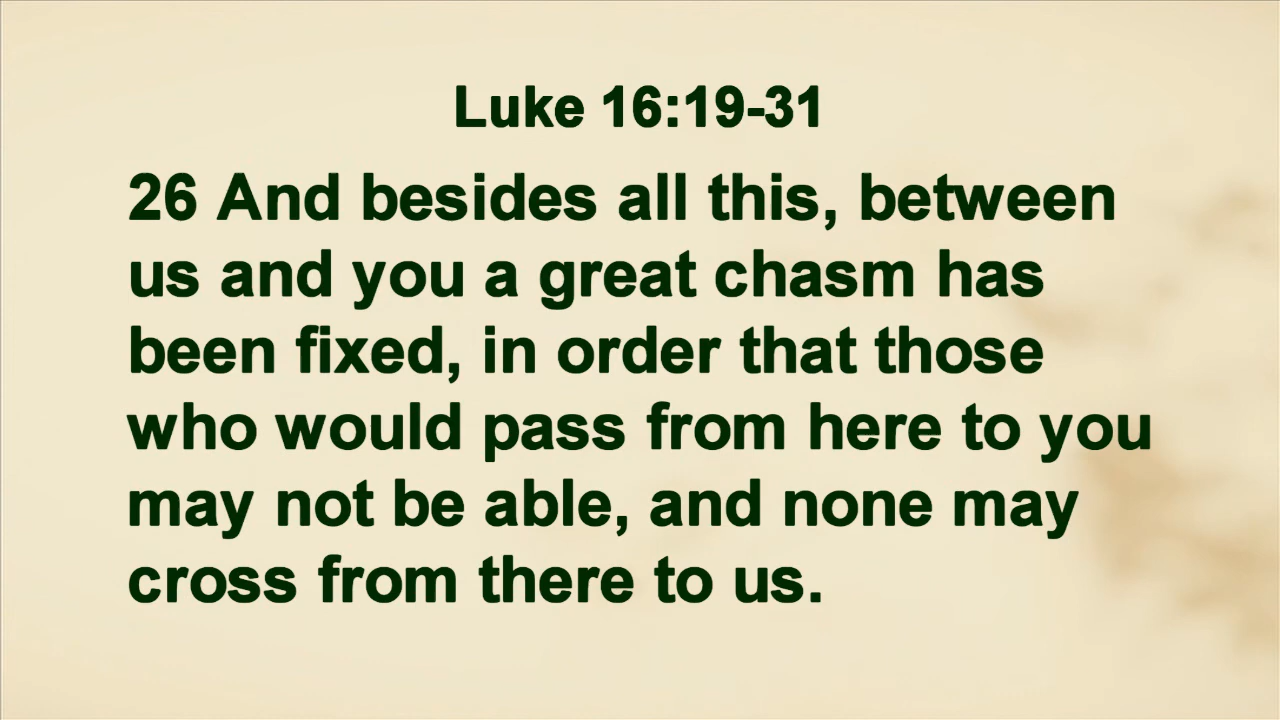 Luke 16:19-31
26 And besides all this, between
us and you a great chasm has
been fixed, in order that those
who would pass from here to you
may not be able, and none may
cross from there to us.